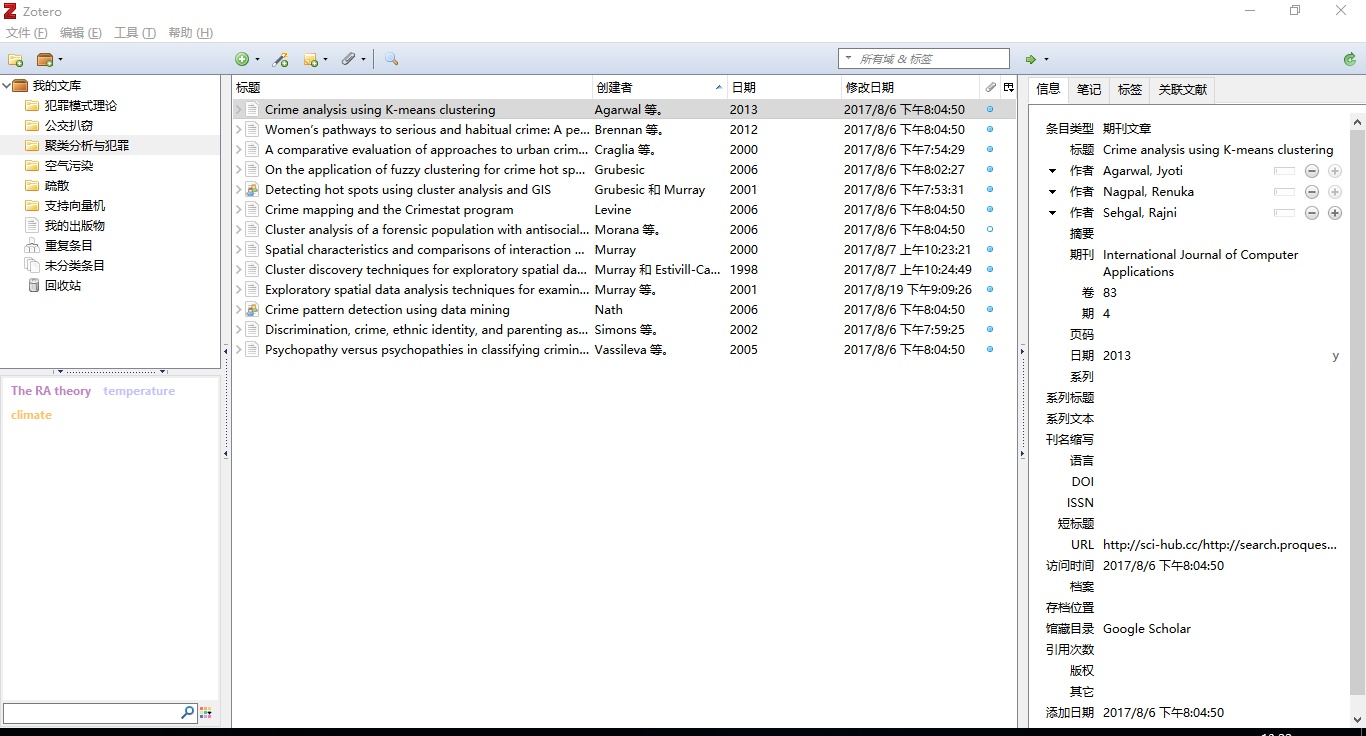 Zotero
文件 (F) 编辑 (E) 工具 (T) 帮助 (H)
所有域 & 标签
我的文库
犯罪模式理论
公交扒窃
聚类分析与犯罪
空气污染
疏散
支持向量机
我的出版物
重复条目
未分类条目
回收站
The RA theory temperature
climate
标题 创建者 日期 修改日期
Crime analysis using K-means clustering Agarwal 等。 2013 2017/8/6 下午8:04:50
Women's pathways to serious and habitual crime: A pe... Brennan 等。 2012 2017/8/6 下午8:04:50
A comparative evaluation of approaches to urban crim... Craglia 等。 2000 2017/8/6 下午7:54:29
On the application of fuzzy clustering for crime hot sp... Grubesic 2006 2017/8/6 下午8:02:27
Detecting hot spots using cluster analysis and GIS Grubesic 和 Murray 2001 2017/8/6 下午7:53:31
Crime mapping and the Crimestat program Levine 2006 2017/8/6 下午8:04:50
Cluster analysis of a forensic population with antisocial... Morana 等。 2006 2017/8/6 下午8:04:50
Spatial characteristics and comparisons of interaction ... Murray 2000 2017/8/7 上午10:23:21
Cluster discovery techniques for exploratory spatial da... Murray 和 Estivill-Ca... 1998 2017/8/7 上午10:24:49
Exploratory spatial data analysis techniques for examin... Murray 等。 2001 2017/8/19 下午9:09:26
Crime pattern detection using data mining Nath 2006 2017/8/6 下午8:04:50
Discrimination, crime, ethnic identity, and parenting as... Simons 等。 2002 2017/8/6 下午7:59:25
Psychopathy versus psychopathies in classifying crimin... Vassileva 等。 2005 2017/8/6 下午8:04:50
信息 笔记 标签 关联文献
条目类型 期刊文章
标题 Crime analysis using K-means clustering
作者 Agarwal, Jyoti
作者 Nagpal, Renuka
作者 Sehgal, Rajni
摘要
期刊 International Journal of Computer
Applications
卷 83
期 4
页码
日期 2013 y
系列
系列标题
系列文本
刊名缩写
语言
DOI
ISSN
短标题
URL http://sci-hub.cc/http://search.proques...
访问时间 2017/8/6 下午8:04:50
档案
存档位置
馆藏目录 Google Scholar
引用次数
版权
其它
添加日期 2017/8/6 下午8:04:50